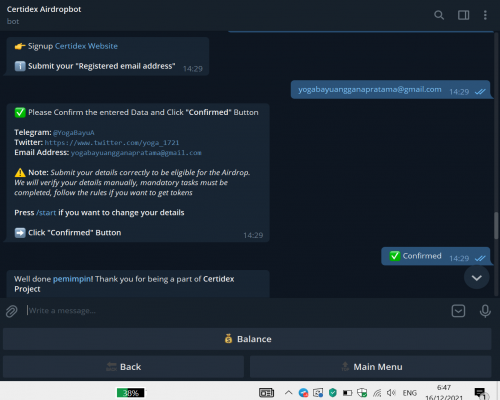 Certidex Airdropbot
bot
👉 Signup Certidex Website
ℹ️ Submit your "Registered email address"
14:29
yogabayuangganapratama@gmail.com 14:29
✅ Please Confirm the entered Data and Click "Confirmed" Button
Telegram: @YogaBayuA
Twitter: https://www.twitter.com/yoga_1721
Email Address: yogabayuangganapratama@gmail.com
⚠️ Note: Submit your details correctly to be eligible for the Airdrop.
We will verify your details manually, mandatory tasks must be
completed, follow the rules if you want to get tokens
Press /start if you want to change your details
➡️ Click "Confirmed" Button
14:29
✅ Confirmed 14:29
Well done pemimpin! Thank you for being a part of Certidex
Project
Write a message...
💰 Balance
Back
Main Menu
38%
ENG
6:47
16/12/2021